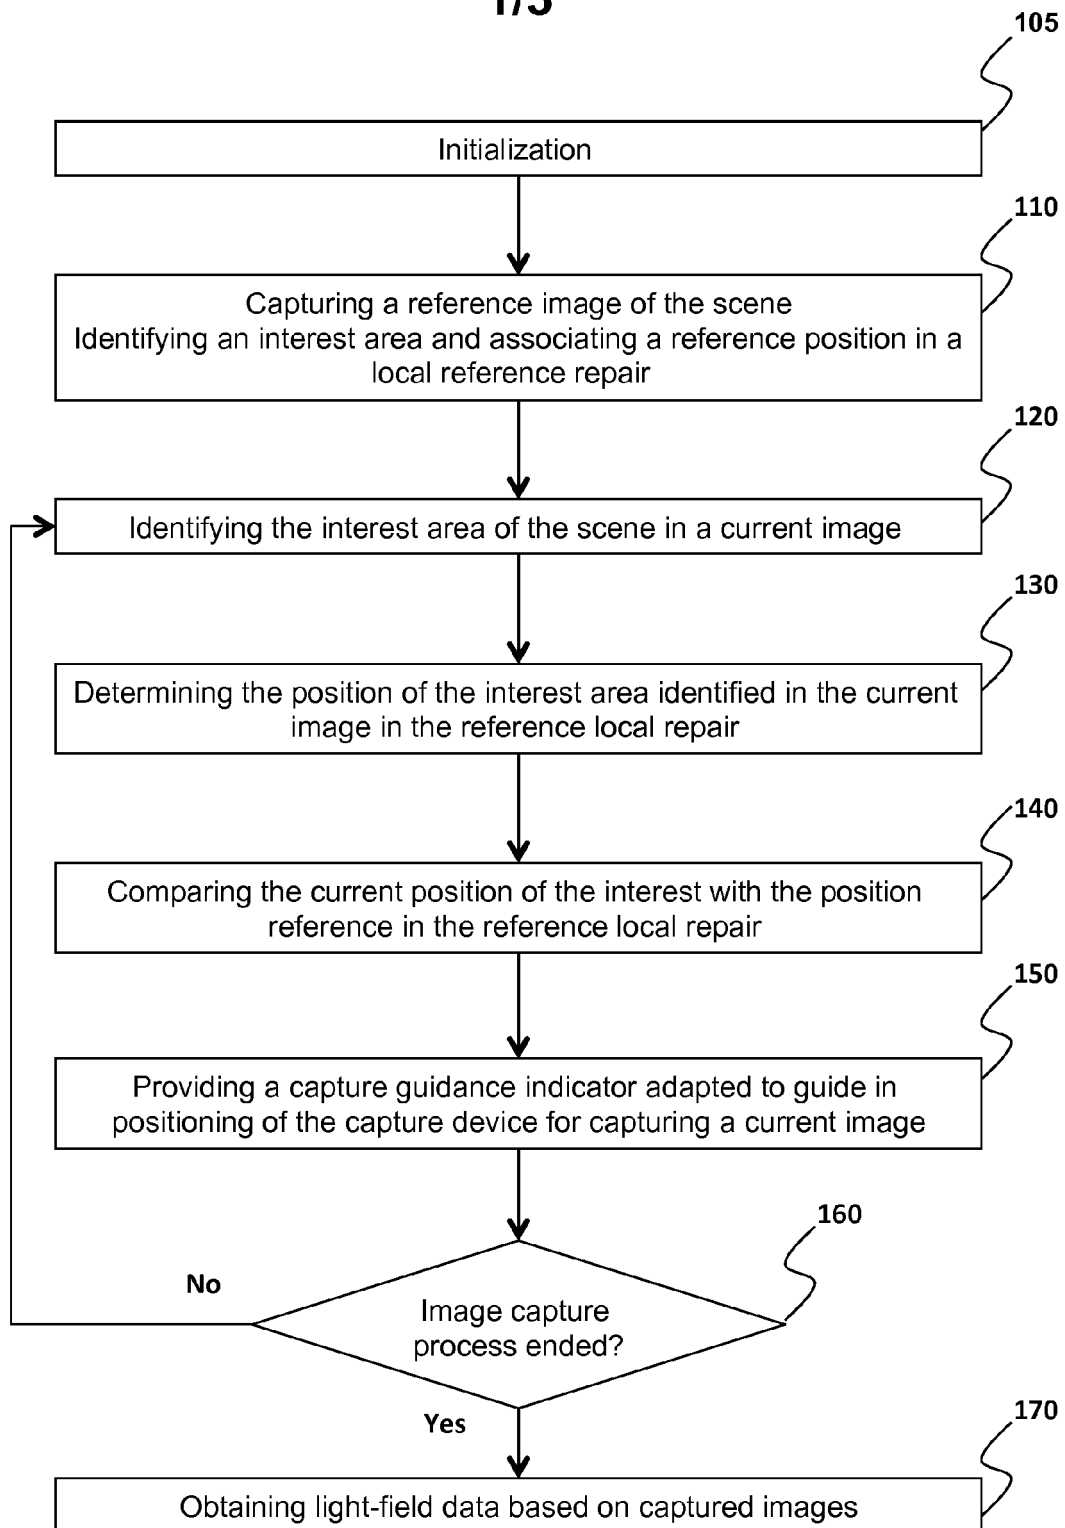 1/5
105
Initialization
110
Capturing a reference image of the scene
Identifying an interest area and associating a reference position in a
local reference repair
120
Identifying the interest area of the scene in a current image
130
Determining the position of the interest area identified in the current
image in the reference local repair
140
Comparing the current position of the interest with the position
reference in the reference local repair
150
Providing a capture guidance indicator adapted to guide in
positioning of the capture device for capturing a current image
160
No
Image capture
process ended?
Yes
170
Obtaining light-field data based on captured images